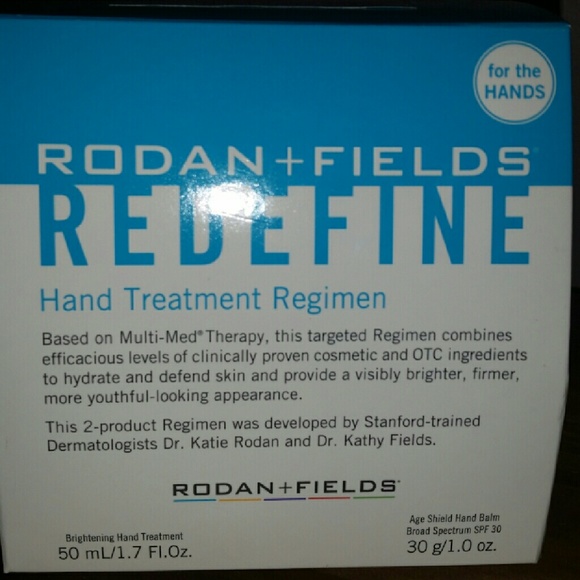 for the
HANDS
RODAN+FIELDS®
REDEFINE
Hand Treatment Regimen
Based on Multi-Med® Therapy, this targeted Regimen combines
efficacious levels of clinically proven cosmetic and OTC ingredients
to hydrate and defend skin and provide a visibly brighter, firmer,
more youthful-looking appearance.
This 2-product Regimen was developed by Stanford-trained
Dermatologists Dr. Katie Rodan and Dr. Kathy Fields.
RODAN+FIELDS®
Brightening Hand Treatment
50 mL/1.7 Fl.Oz.
Age Shield Hand Balm
Broad Spectrum SPF 30
30 g/1.0 oz.